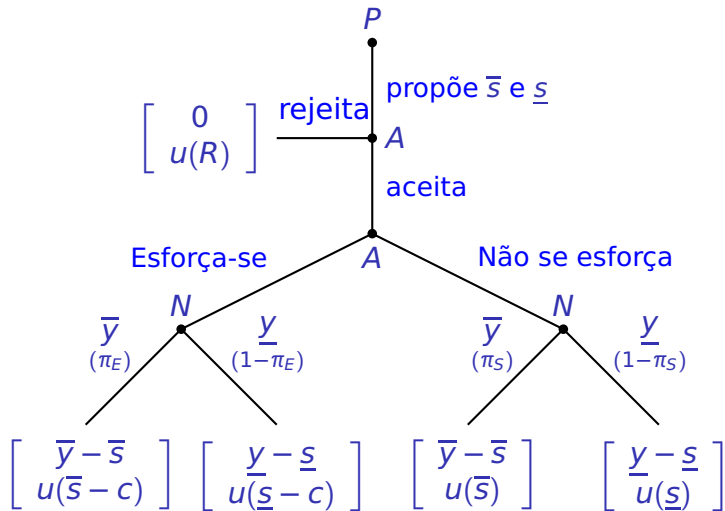 P
propõe s̅ e s̲
rejeita
[ 0 u(R) ]
A
aceita
Esforça-se
A
Não se esforça
N
N
y̅
(π_E)
y̲
(1−π_E)
y̅
(π_S)
y̲
(1−π_S)
[ y̅ − s̅ u(s̅ − c) ]
[ y̲ − s̲ u(s̲ − c) ]
[ y̅ − s̅ u(s̅) ]
[ y̲ − s̲ u(s̲) ]